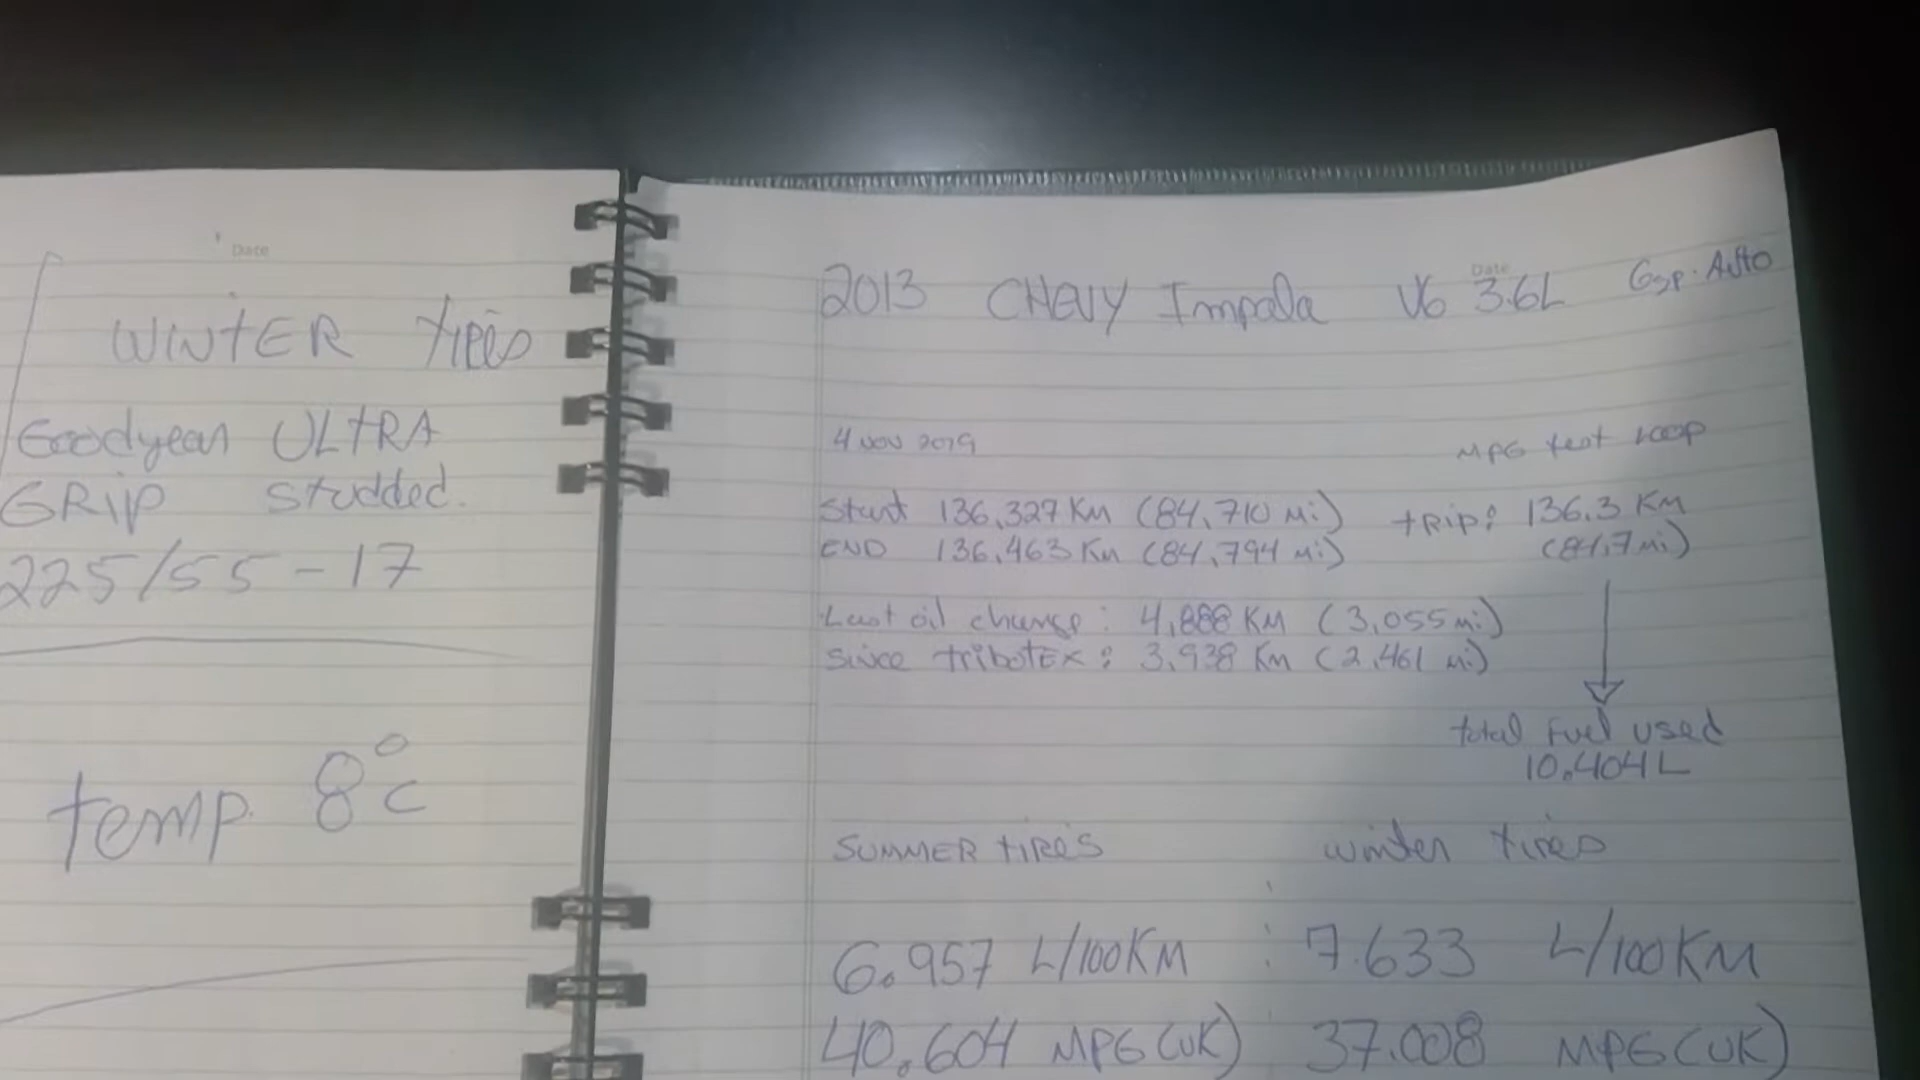 Date
WINTER tires
Goodyear ULTRA
GRIP studded.
225/55-17
temp. 8°c
Date
2013 CHEVY Impala V6 3.6L 6sp. Auto
4 NOV 2019 MPG test loop
Start 136,327 KM (84,710 Mi) tRip: 136.3 KM
END 136,463 KM (84,794 Mi) (84,7 mi)
Last oil change: 4,888 KM (3,055 mi)
Since tribotEx: 3,938 KM (2,461 mi)
total fuel used
10.404L
SUMMER tires winter tires
6.957 L/100KM : 7.633 L/100KM
40.604 MPG (UK) 37.008 MPG (UK)